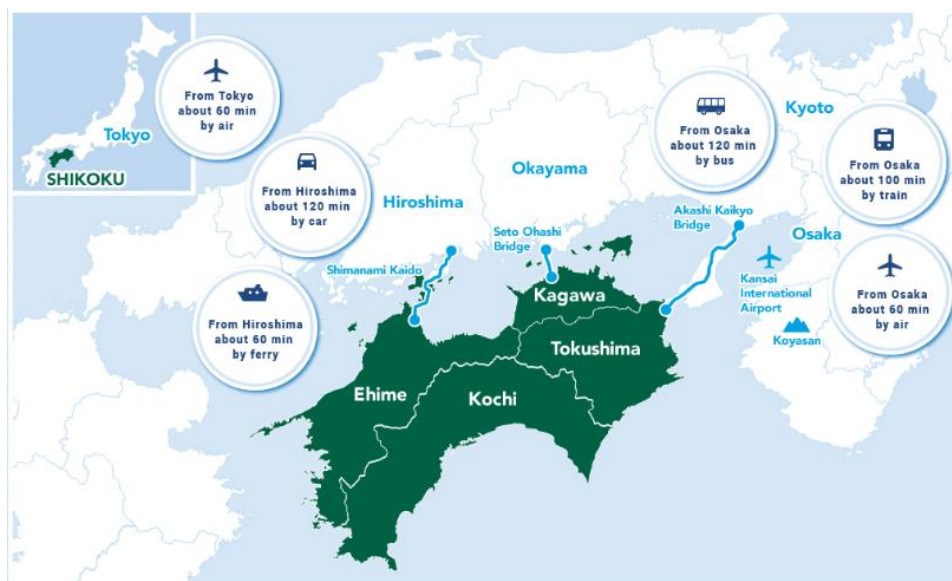 Tokyo
SHIKOKU
From Tokyo
about 60 min
by air
From Hiroshima
about 120 min
by car
From Hiroshima
about 60 min
by ferry
Hiroshima
Okayama
Kyoto
Osaka
From Osaka
about 120 min
by bus
From Osaka
about 100 min
by train
From Osaka
about 60 min
by air
Shimanami Kaido
Seto Ohashi
Bridge
Akashi Kaikyo
Bridge
Kansai
International
Airport
Koyasan
Kagawa
Tokushima
Ehime
Kochi